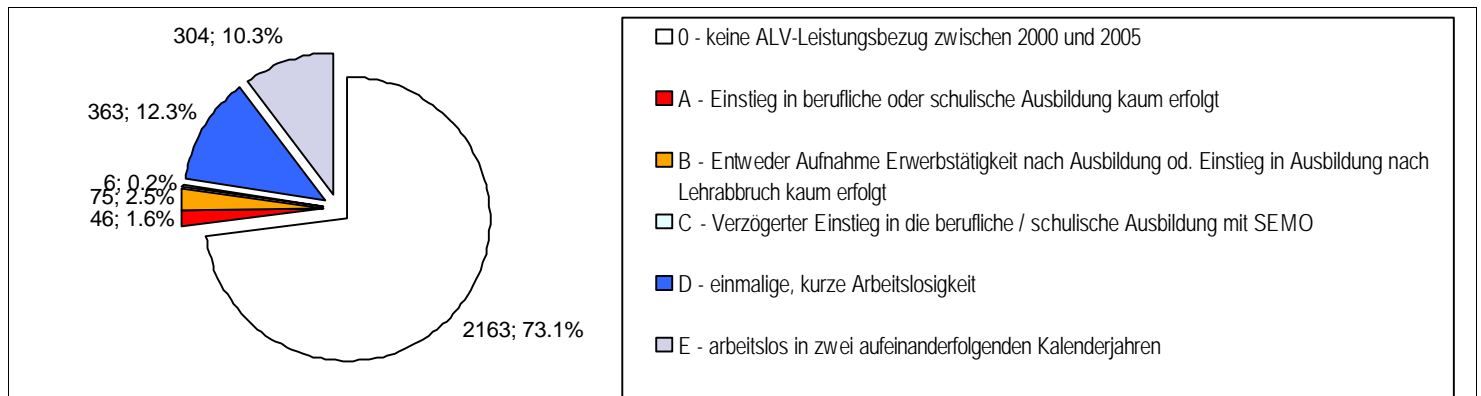 304; 10.3%
363; 12.3%
6; 0.2%
75; 2.5%
46; 1.6%
2163; 73.1%
0 - keine ALV-Leistungsbezug zwischen 2000 und 2005
A - Einstieg in berufliche oder schulische Ausbildung kaum erfolgt
B - Entweder Aufnahme Erwerbstätigkeit nach Ausbildung od. Einstieg in Ausbildung nach
Lehrabbruch kaum erfolgt
C - Verzögerter Einstieg in die berufliche / schulische Ausbildung mit SEMO
D - einmalige, kurze Arbeitslosigkeit
E - arbeitslos in zwei aufeinanderfolgenden Kalenderjahren